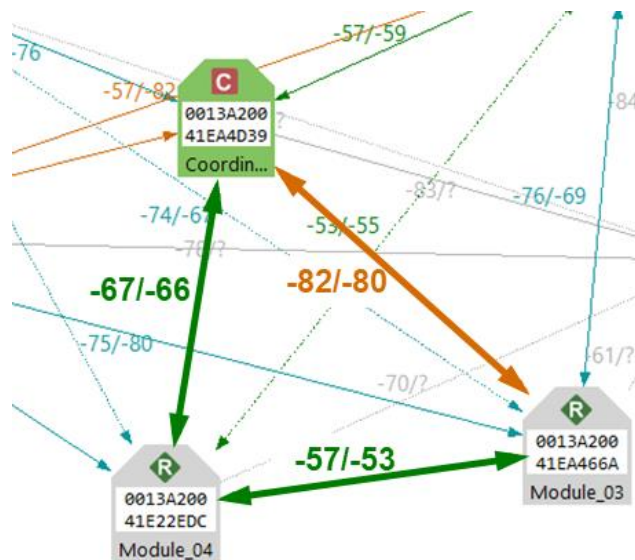 -76
-57/-59
-57/-82
C
0013A200
41EA4D39
Coordin...
?
-84
-83/?
-76/-69
-74/-67
-53/-55
-78/?
-67/-66
-82/-80
-75/-80
-61/?
-70/?
R
0013A200
41EA466A
Module_03
-57/-53
R
0013A200
41E22EDC
Module_04